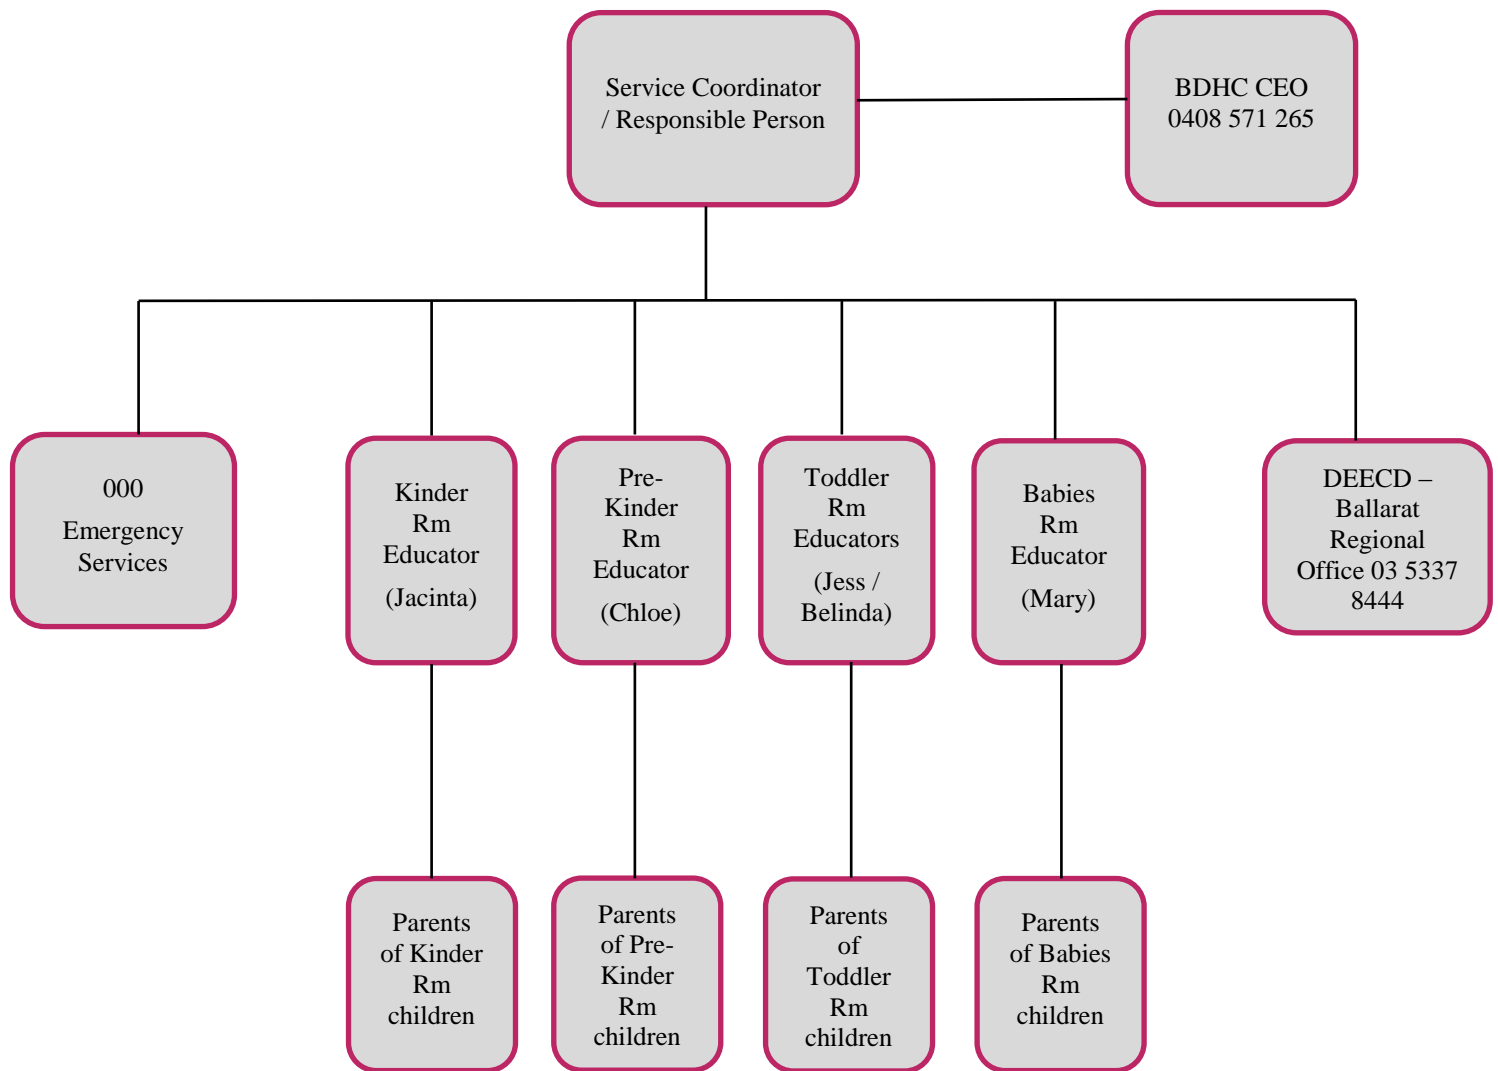 Service Coordinator
/ Responsible Person
BDHC CEO
0408 571 265
000
Emergency
Services
Kinder
Rm
Educator
(Jacinta)
Pre-
Kinder
Rm
Educator
(Chloe)
Toddler
Rm
Educators
(Jess /
Belinda)
Babies
Rm
Educator
(Mary)
DEECD –
Ballarat
Regional
Office 03 5337
8444
Parents
of Kinder
Rm
children
Parents
of Pre-
Kinder
Rm
children
Parents
of
Toddler
Rm
children
Parents
of Babies
Rm
children